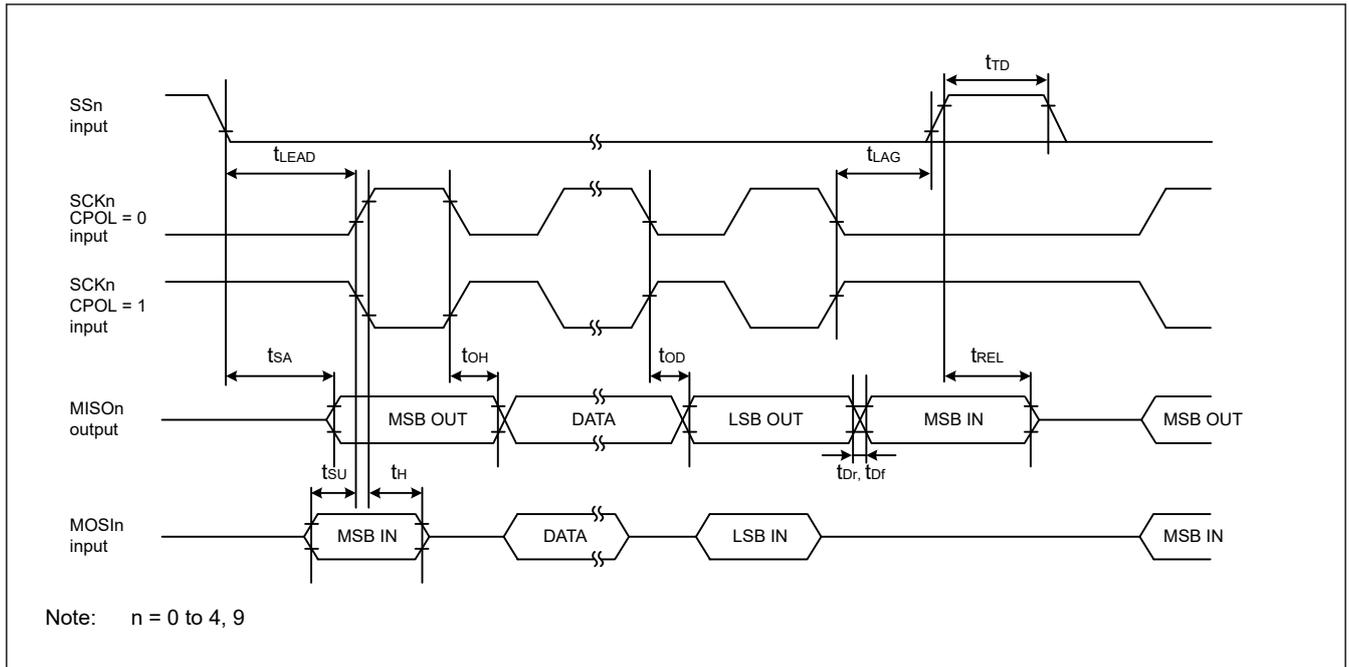 tTD
SSn
input
tLEAD
tLAG
SCKn
CPOL = 0
input
SCKn
CPOL = 1
input
tSA
tOH
tOD
tREL
MISOn
output
MSB OUT
DATA
LSB OUT
MSB IN
MSB OUT
tSU
tH
tDr, tDf
MOSIn
input
MSB IN
DATA
LSB IN
MSB IN
Note: n = 0 to 4, 9